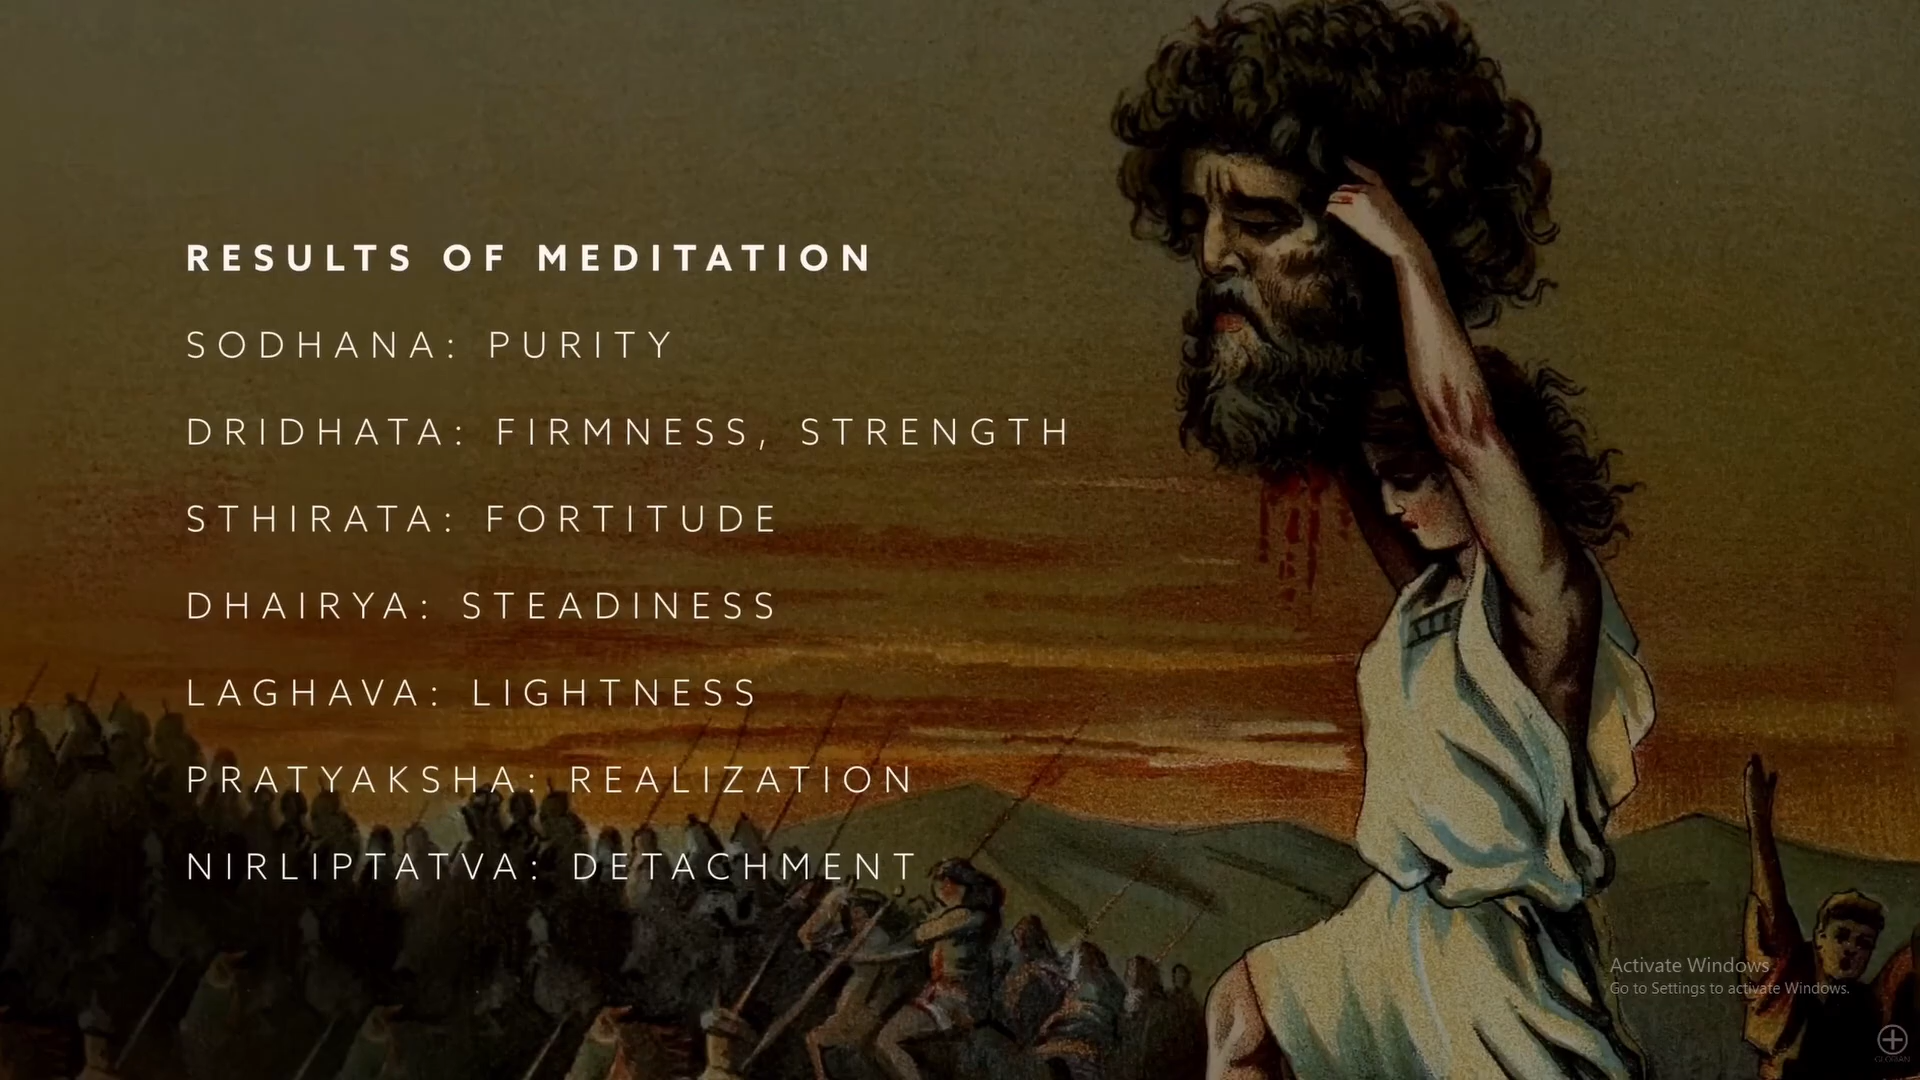 RESULTS OF MEDITATION
SODHANA: PURITY
DRIDHATA: FIRMNESS, STRENGTH
STHIRATA: FORTITUDE
DHAIRYA: STEADINESS
LAGHAVA: LIGHTNESS
PRATYAKSHA: REALIZATION
NIRLIPTATVA: DETACHMENT
Activate Windows
Go to Settings to activate Windows.
GLORIAN